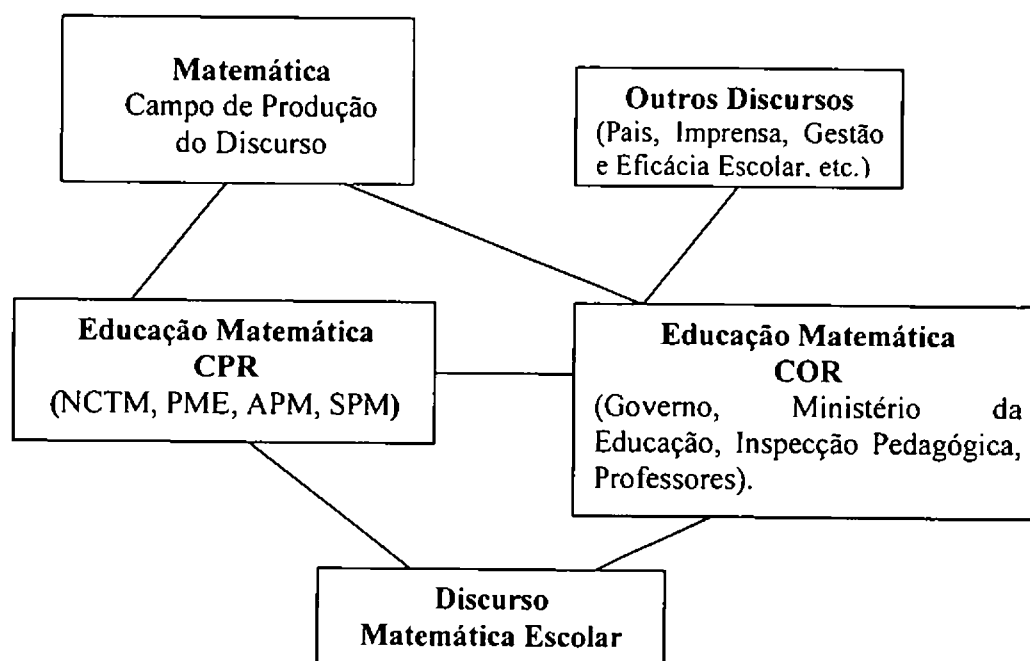 Matemática
Campo de Produção
do Discurso
Outros Discursos
(Pais, Imprensa, Gestão
e Eficácia Escolar. etc.)
Educação Matemática
CPR
(NCTM, PME, APM, SPM)
Educação Matemática
COR
(Governo, Ministério da
Educação, Inspecção Pedagógica,
Professores).
Discurso
Matemática Escolar